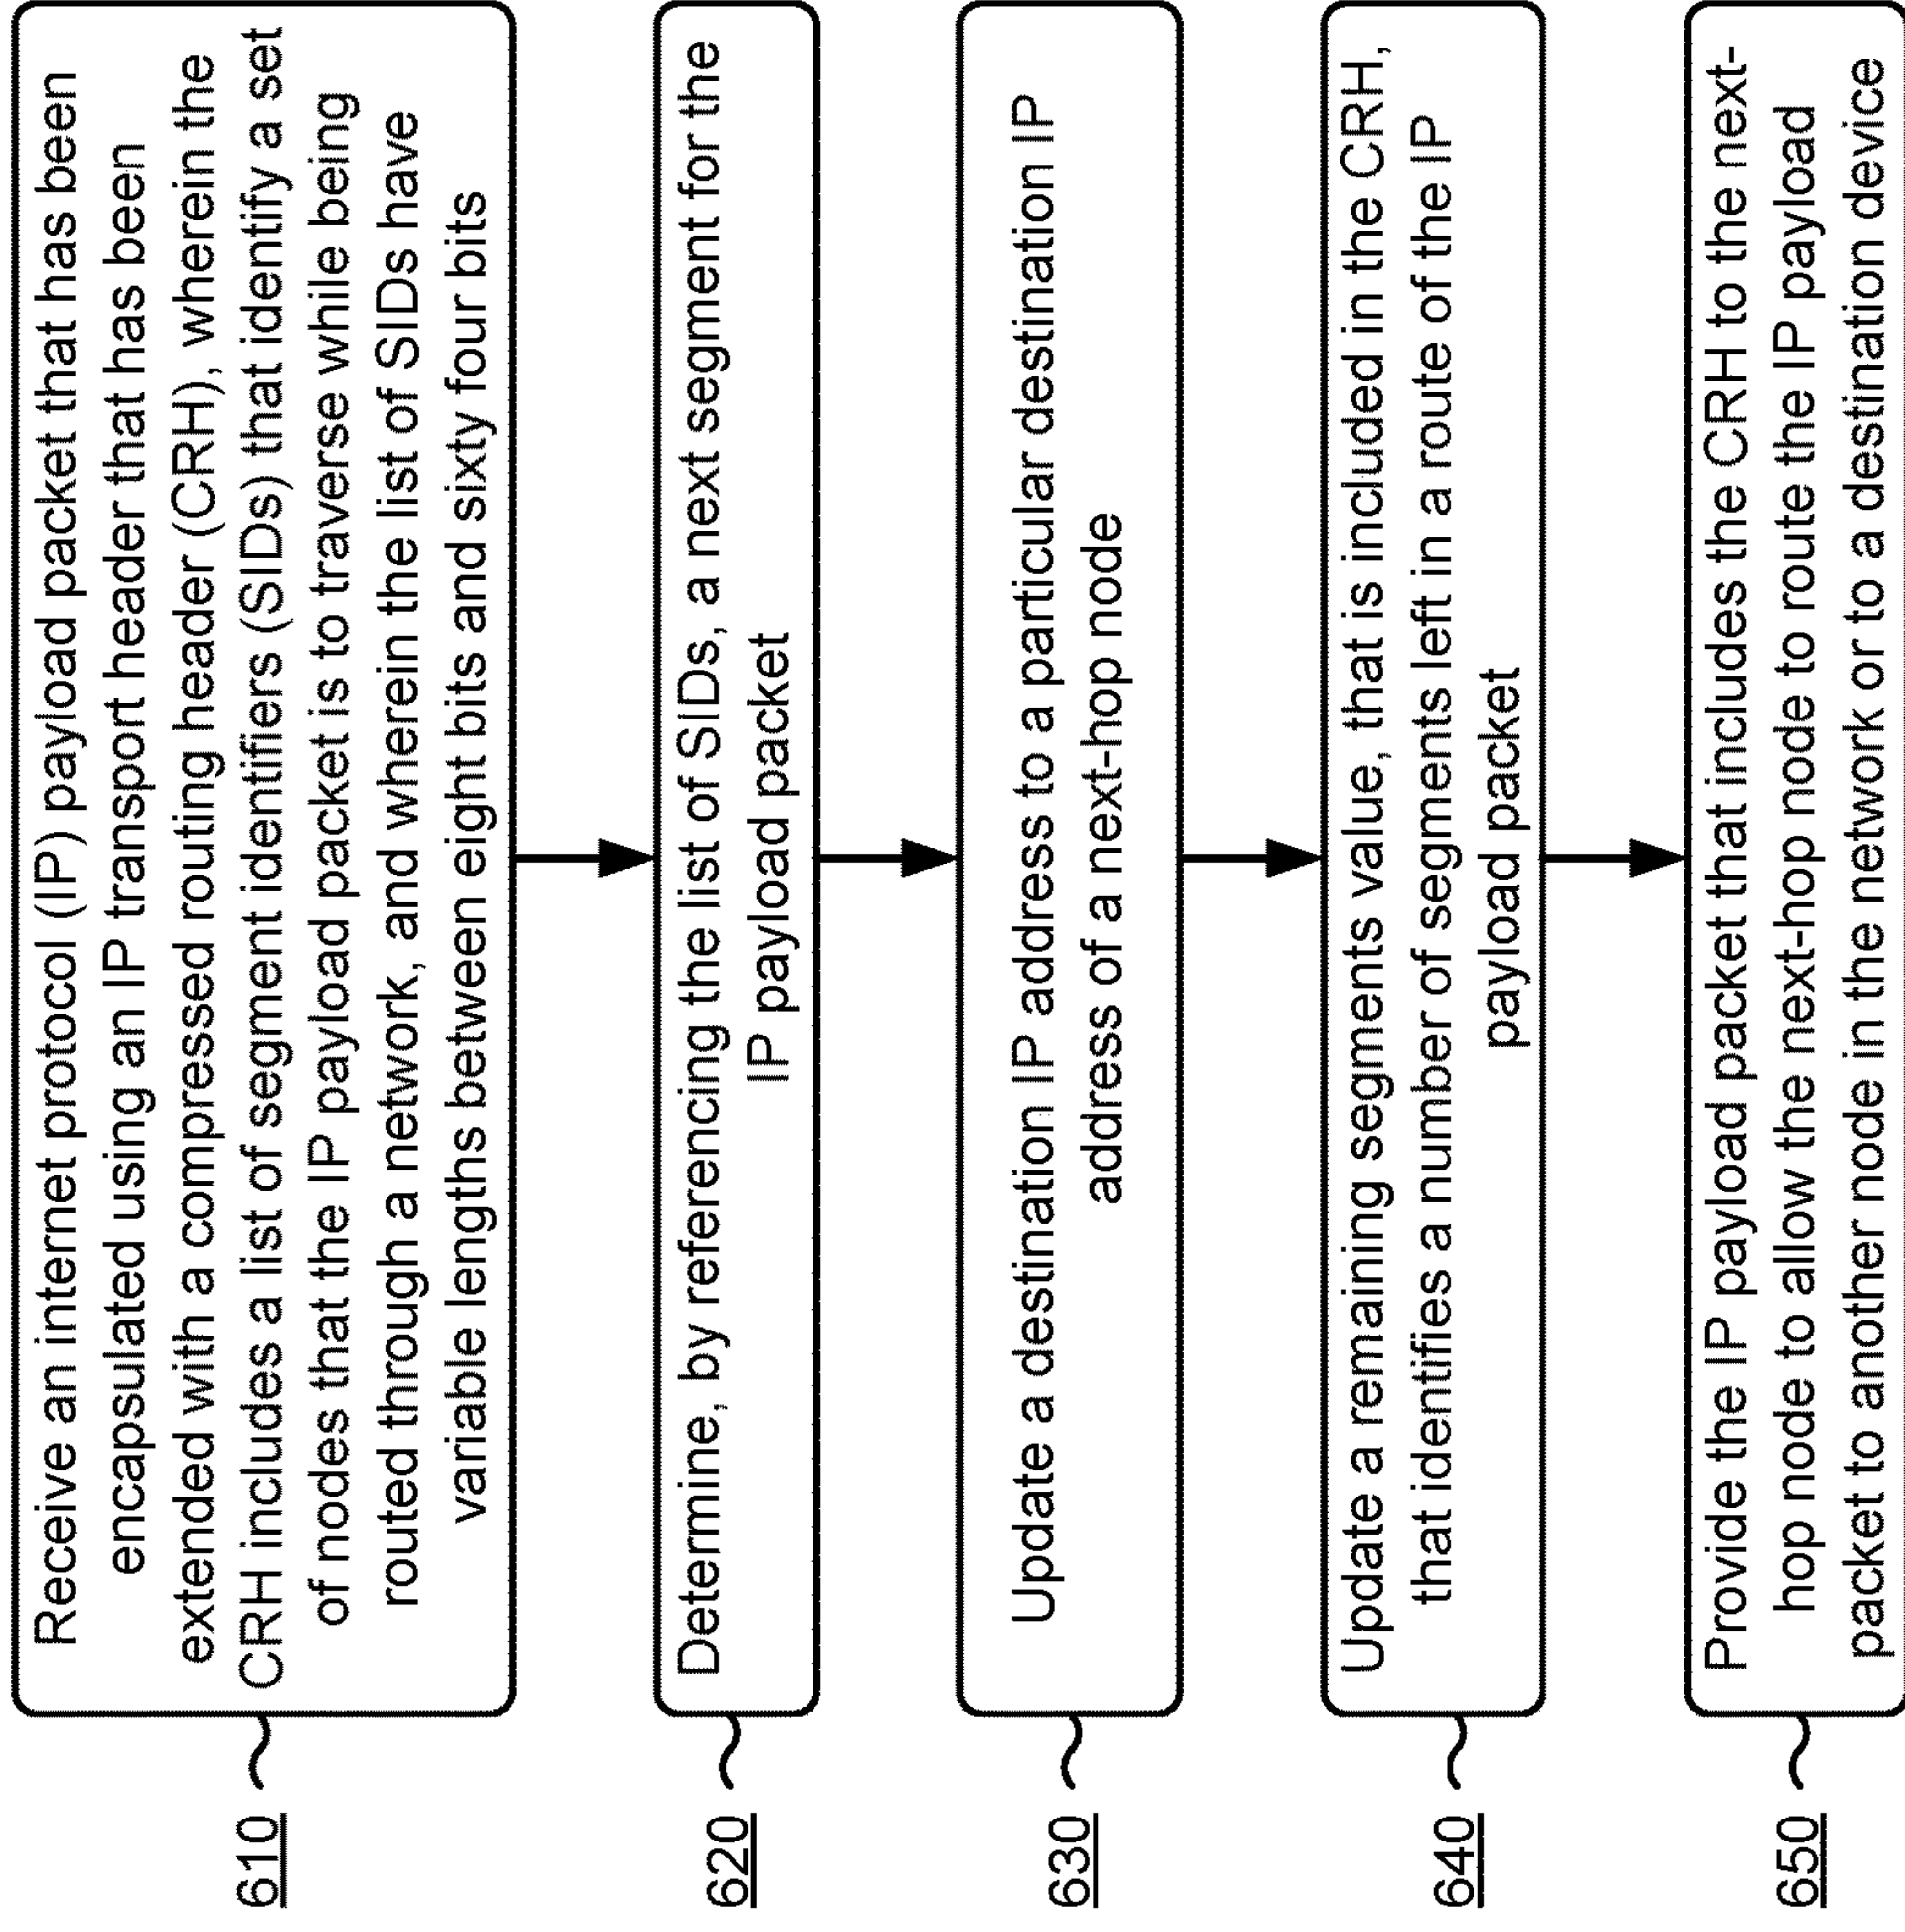 610
Receive an internet protocol (IP) payload packet that has been
encapsulated using an IP transport header that has been
extended with a compressed routing header (CRH), wherein the
CRH includes a list of segment identifiers (SIDs) that identify a set
of nodes that the IP payload packet is to traverse while being
routed through a network, and wherein the list of SIDs have
variable lengths between eight bits and sixty four bits
620
Determine, by referencing the list of SIDs, a next segment for the
IP payload packet
630
Update a destination IP address to a particular destination IP
address of a next-hop node
640
Update a remaining segments value, that is included in the CRH,
that identifies a number of segments left in a route of the IP
payload packet
650
Provide the IP payload packet that includes the CRH to the next-
hop node to allow the next-hop node to route the IP payload
packet to another node in the network or to a destination device